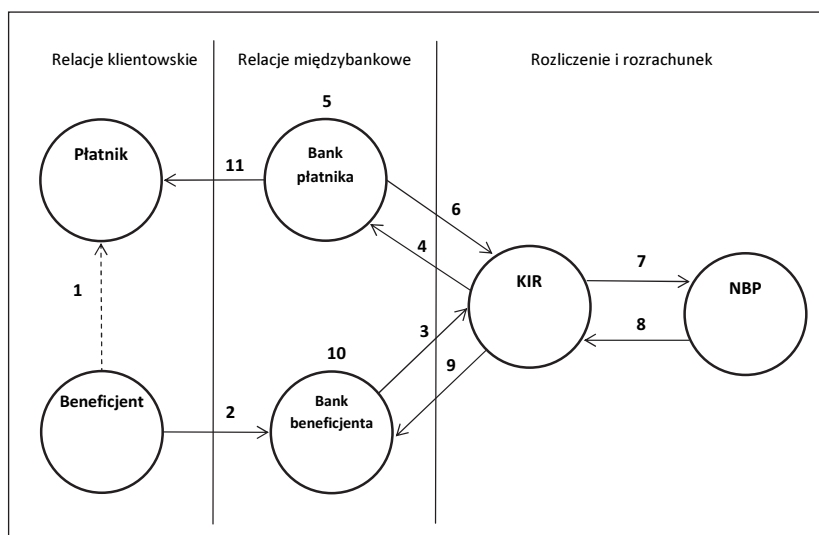 Relacje klientowskie
Relacje międzybankowe
Rozliczenie i rozrachunek
5
Płatnik
Bank
płatnika
11
6
4
KIR
7
NBP
1
3
8
10
9
Beneficjent
2
Bank
beneficjenta